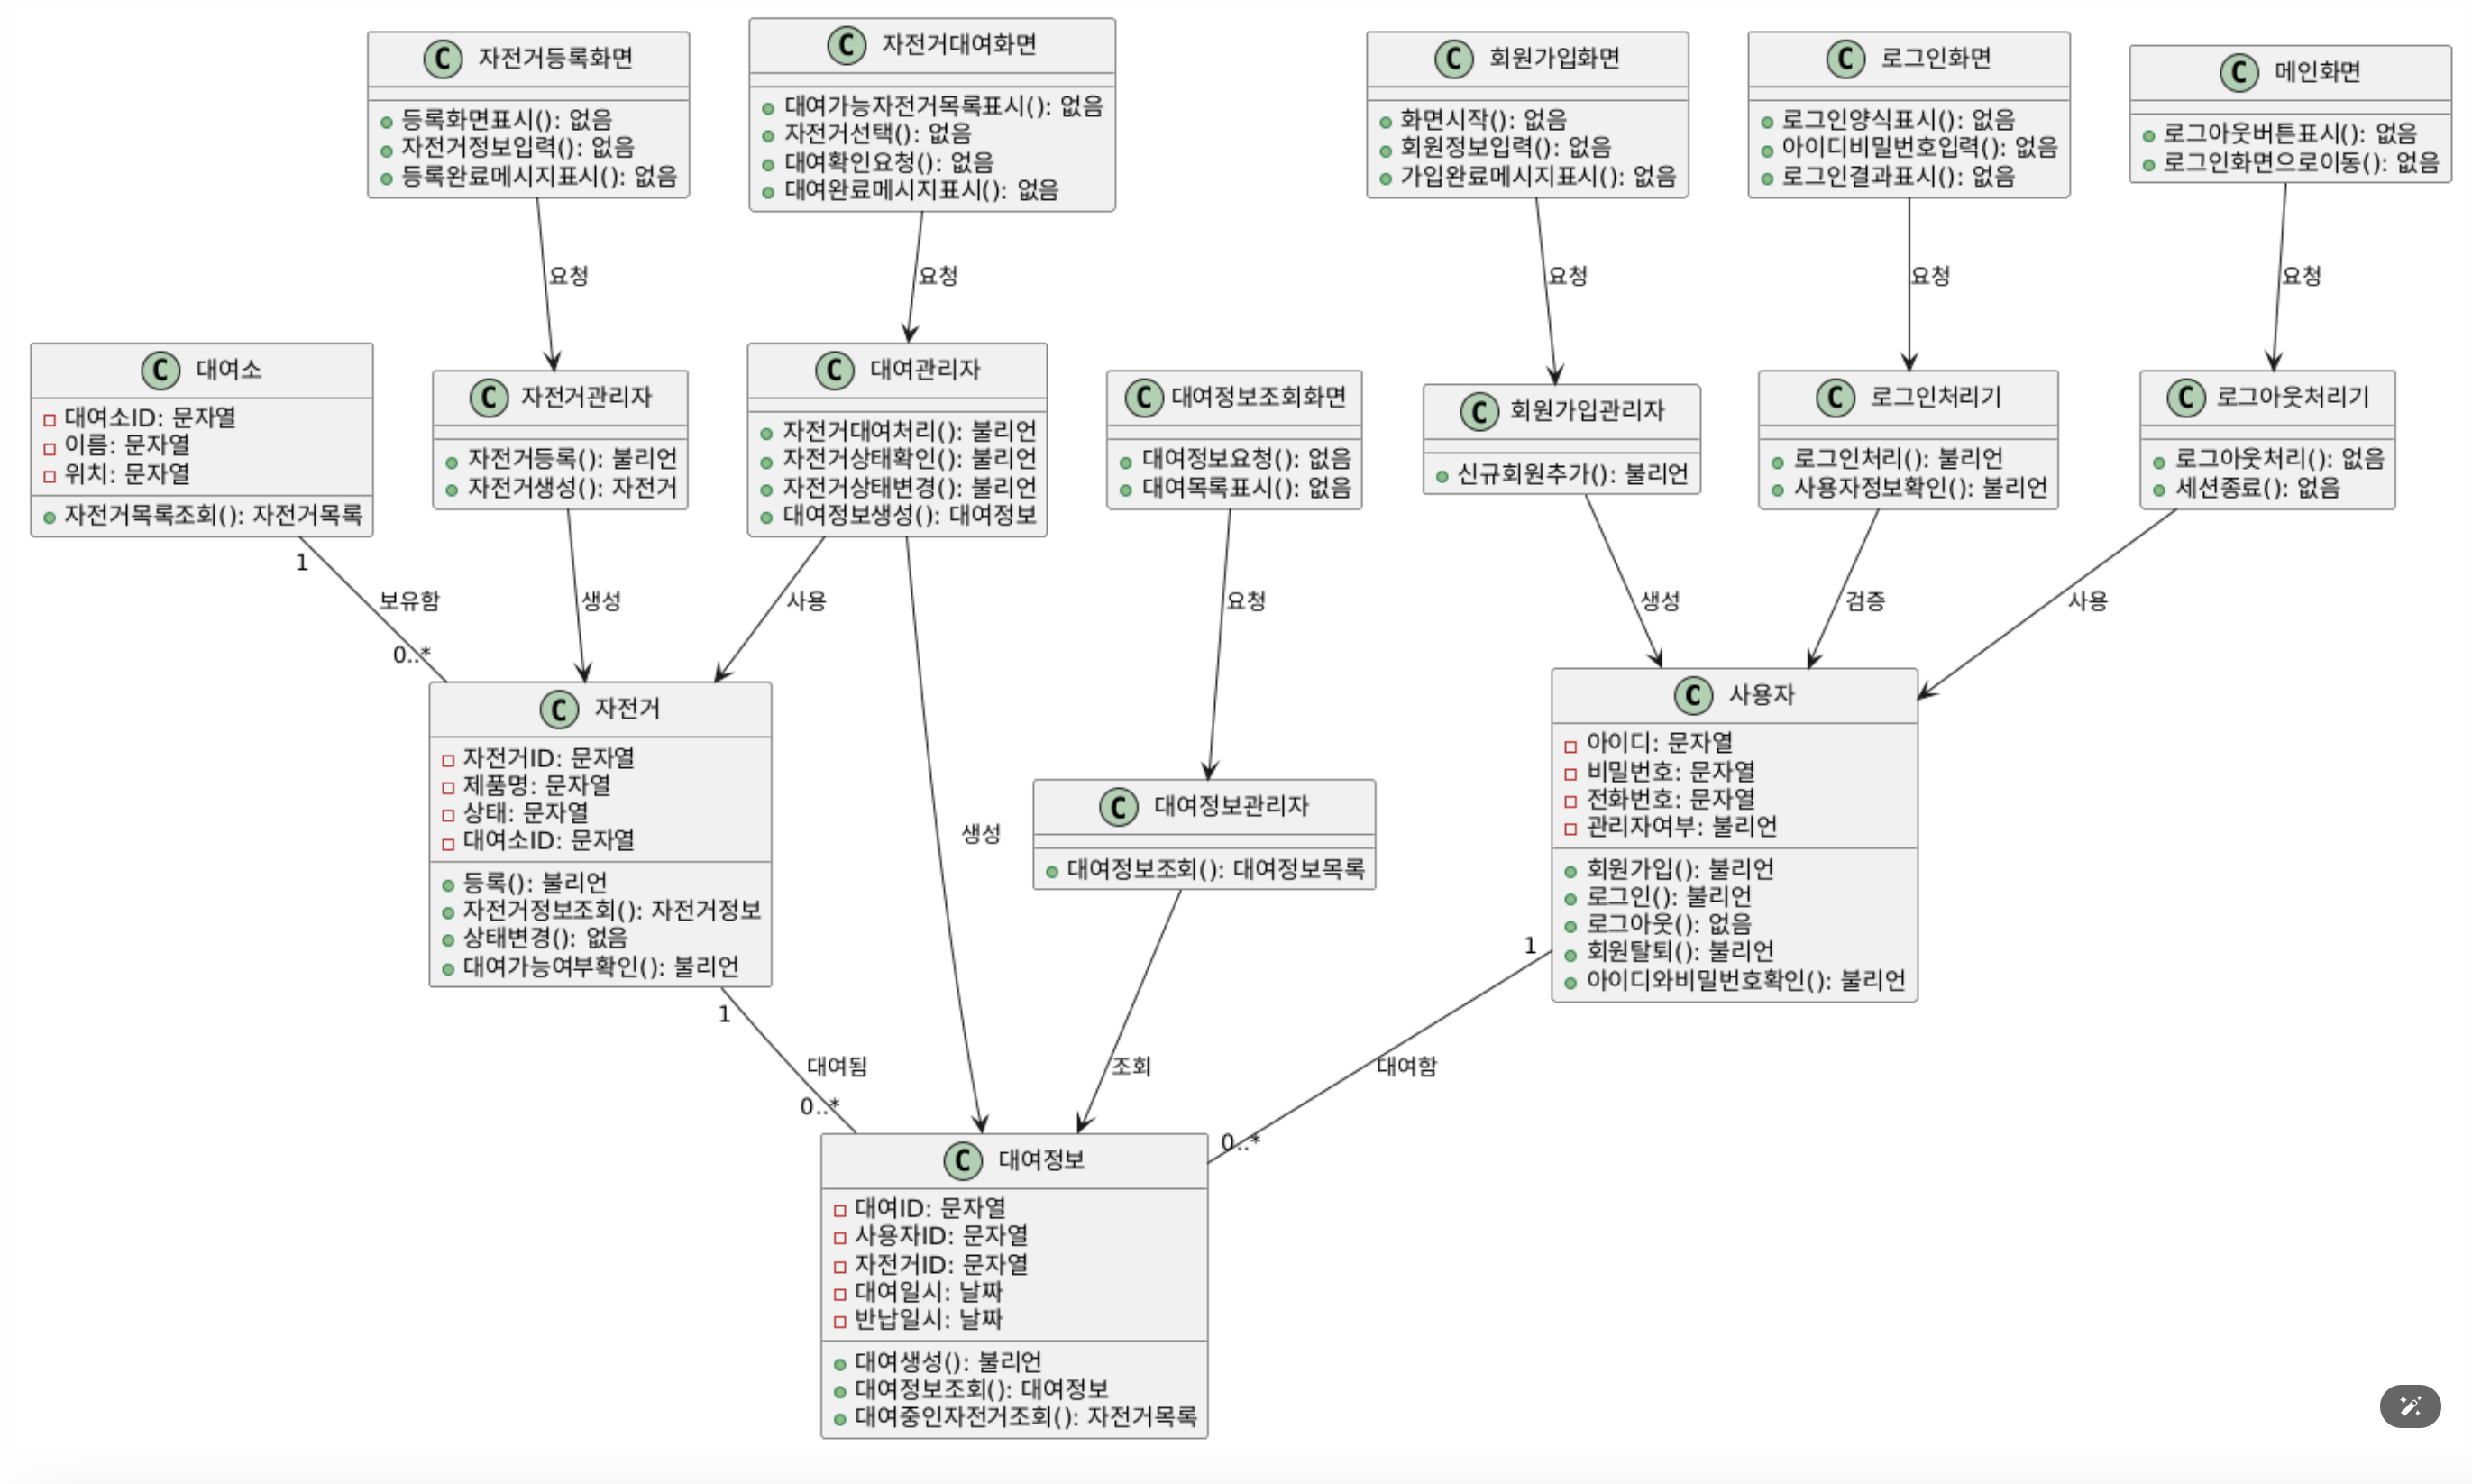 C 자전거등록화면
등록화면표시(): 없음
자전거정보입력(): 없음
등록완료메시지표시(): 없음
C 자전거대여화면
대여가능자전거목록표시(): 없음
자전거선택(): 없음
대여확인요청(): 없음
대여완료메시지표시(): 없음
C 회원가입화면
화면시작(): 없음
회원정보입력(): 없음
가입완료메시지표시(): 없음
C 로그인화면
로그인양식표시(): 없음
아이디비밀번호입력(): 없음
로그인결과표시(): 없음
C 메인화면
로그아웃버튼표시(): 없음
로그인화면으로이동(): 없음
요청
요청
요청
요청
요청
C 대여소
대여소ID: 문자열
이름: 문자열
위치: 문자열
자전거목록조회(): 자전거목록
C 자전거관리자
자전거등록(): 불리언
자전거생성(): 자전거
C 대여관리자
자전거대여처리(): 불리언
자전거상태확인(): 불리언
자전거상태변경(): 불리언
대여정보생성(): 대여정보
C 대여정보조회화면
대여정보요청(): 없음
대여목록표시(): 없음
C 회원가입관리자
신규회원추가(): 불리언
C 로그인처리기
로그인처리(): 불리언
사용자정보확인(): 불리언
C 로그아웃처리기
로그아웃처리(): 없음
세션종료(): 없음
1
보유함
0..*
생성
사용
요청
생성
검증
사용
C 자전거
자전거ID: 문자열
제품명: 문자열
상태: 문자열
대여소ID: 문자열
등록(): 불리언
자전거정보조회(): 자전거정보
상태변경(): 없음
대여가능여부확인(): 불리언
생성
C 대여정보관리자
대여정보조회(): 대여정보목록
C 사용자
아이디: 문자열
비밀번호: 문자열
전화번호: 문자열
관리자여부: 불리언
회원가입(): 불리언
로그인(): 불리언
로그아웃(): 없음
회원탈퇴(): 불리언
아이디와비밀번호확인(): 불리언
1
대여됨
0..*
조회
1
대여함
0..*
C 대여정보
대여ID: 문자열
사용자ID: 문자열
자전거ID: 문자열
대여일시: 날짜
반납일시: 날짜
대여생성(): 불리언
대여정보조회(): 대여정보
대여중인자전거조회(): 자전거목록